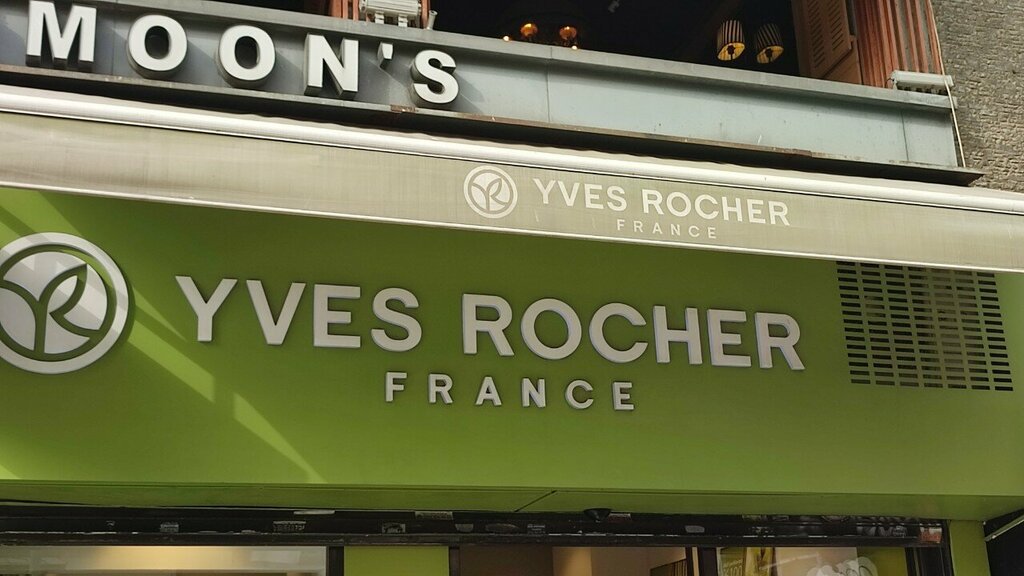 MOON'S
YVES ROCHER
FRANCE
YVES ROCHER
FRANCE